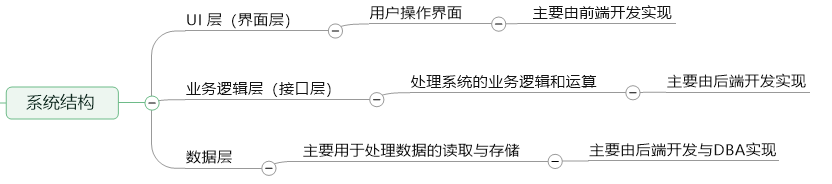 UI 层（界面层）
用户操作界面
主要由前端开发实现
系统结构
业务逻辑层（接口层）
处理系统的业务逻辑和运算
主要由后端开发实现
数据层
主要用于处理数据的读取与存储
主要由后端开发与DBA实现